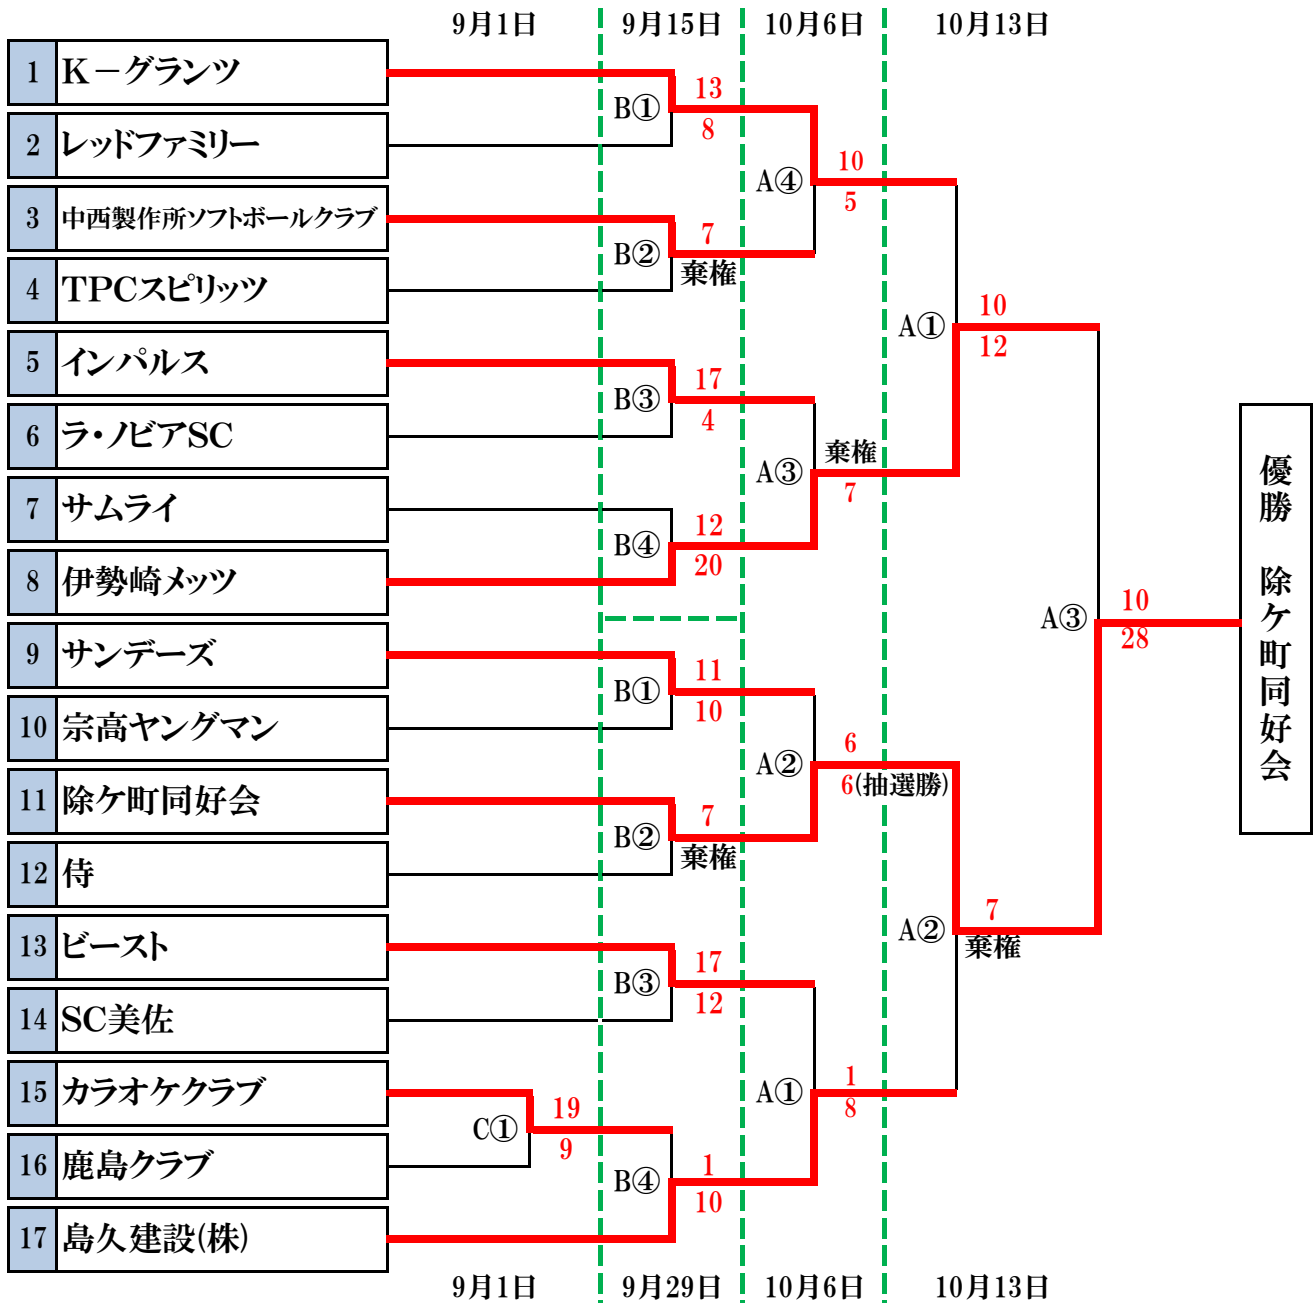 9月1日 9月15日 10月6日 10月13日
1 K－グランツ
2 レッドファミリー
3 中西製作所ソフトボールクラブ
4 TPCスピリッツ
5 インパルス
6 ラ・ノビアSC
7 サムライ
8 伊勢崎メッツ
9 サンデーズ
10 宗高ヤングマン
11 除ケ町同好会
12 侍
13 ビースト
14 SC美佐
15 カラオケクラブ
16 鹿島クラブ
17 島久建設(株)
C①
19
9
B①
13
8
B②
7
棄権
B③
17
4
B④
12
20
B①
11
10
B②
7
棄権
B③
17
12
B④
1
10
A④
10
5
A③
棄権
7
A②
6
6(抽選勝)
A①
1
8
A①
10
12
A②
7
棄権
A③
10
28
優勝 除ケ町同好会
9月1日 9月29日 10月6日 10月13日